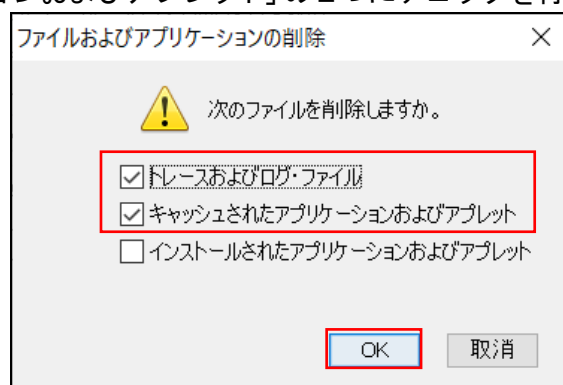 ファイルおよびアプリケーションの削除
次のファイルを削除しますか。
トレースおよびログ・ファイル
キャッシュされたアプリケーションおよびアプレット
インストールされたアプリケーションおよびアプレット
OK 取消